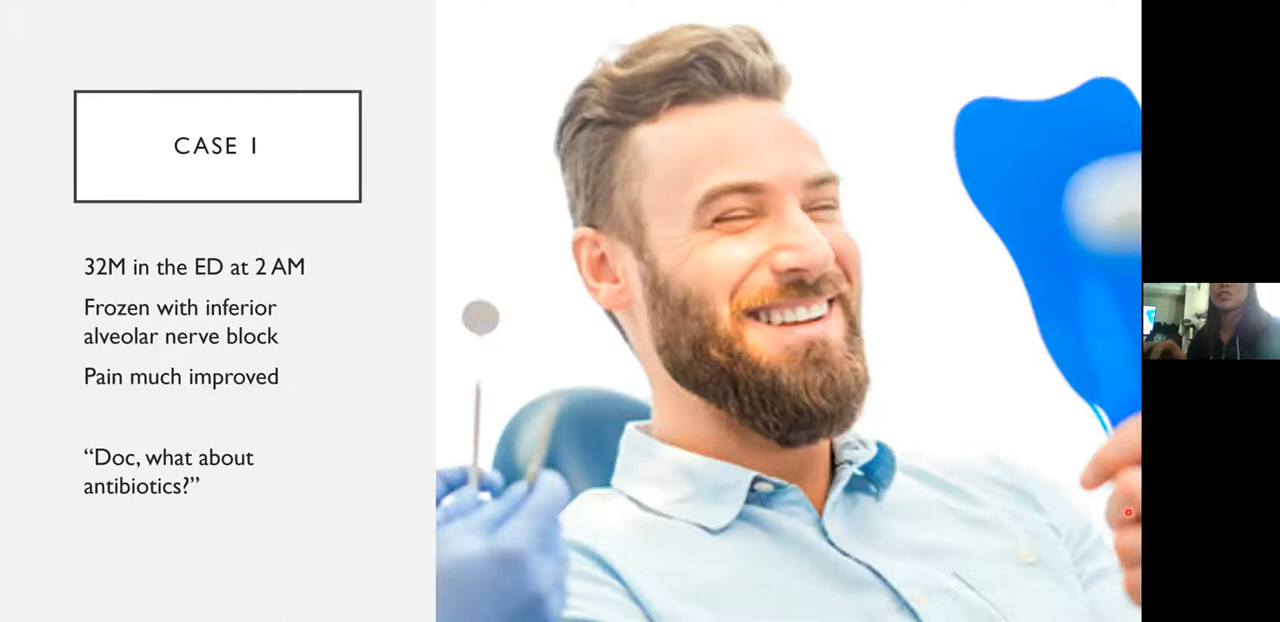 CASE 1
32M in the ED at 2 AM
Frozen with inferior
alveolar nerve block
Pain much improved
“Doc, what about
antibiotics?”